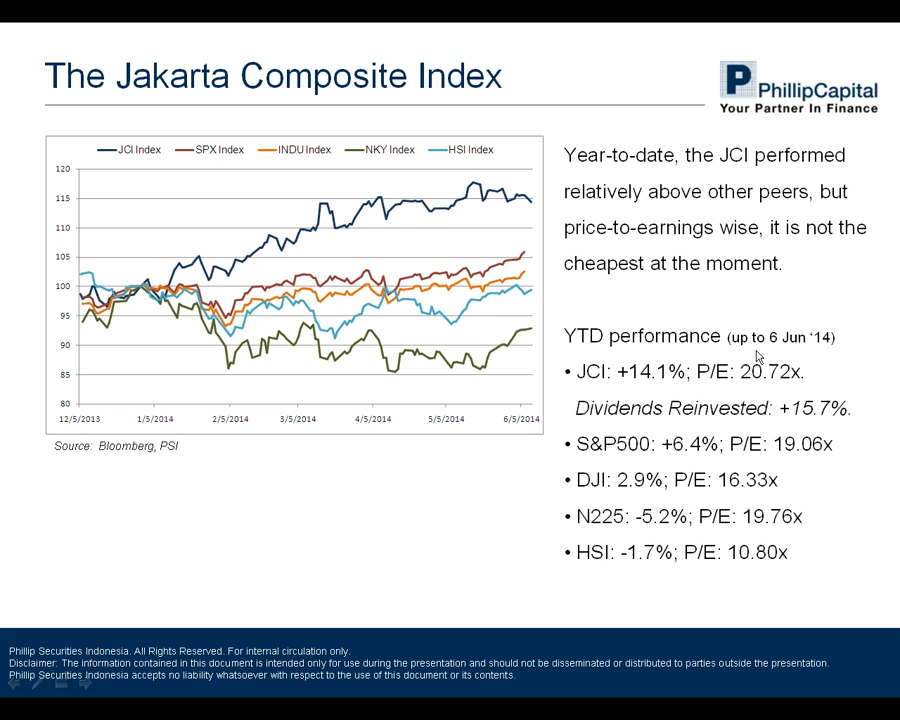 The Jakarta Composite Index
P PhillipCapital
Your Partner In Finance
JCI Index SPX Index INDU Index NKY Index HSI Index
120
115
110
105
100
95
90
85
80
12/5/2013 1/5/2014 2/5/2014 3/5/2014 4/5/2014 5/5/2014 6/5/2014
Source: Bloomberg, PSI
Year-to-date, the JCI performed
relatively above other peers, but
price-to-earnings wise, it is not the
cheapest at the moment.
YTD performance (up to 6 Jun ‘14)
• JCI: +14.1%; P/E: 20.72x.
Dividends Reinvested: +15.7%.
• S&P500: +6.4%; P/E: 19.06x
• DJI: 2.9%; P/E: 16.33x
• N225: -5.2%; P/E: 19.76x
• HSI: -1.7%; P/E: 10.80x
Phillip Securities Indonesia. All Rights Reserved. For internal circulation only.
Disclaimer: The information contained in this document is intended only for use during the presentation and should not be disseminated or distributed to parties outside the presentation.
Phillip Securities Indonesia accepts no liability whatsoever with respect to the use of this document or its contents.